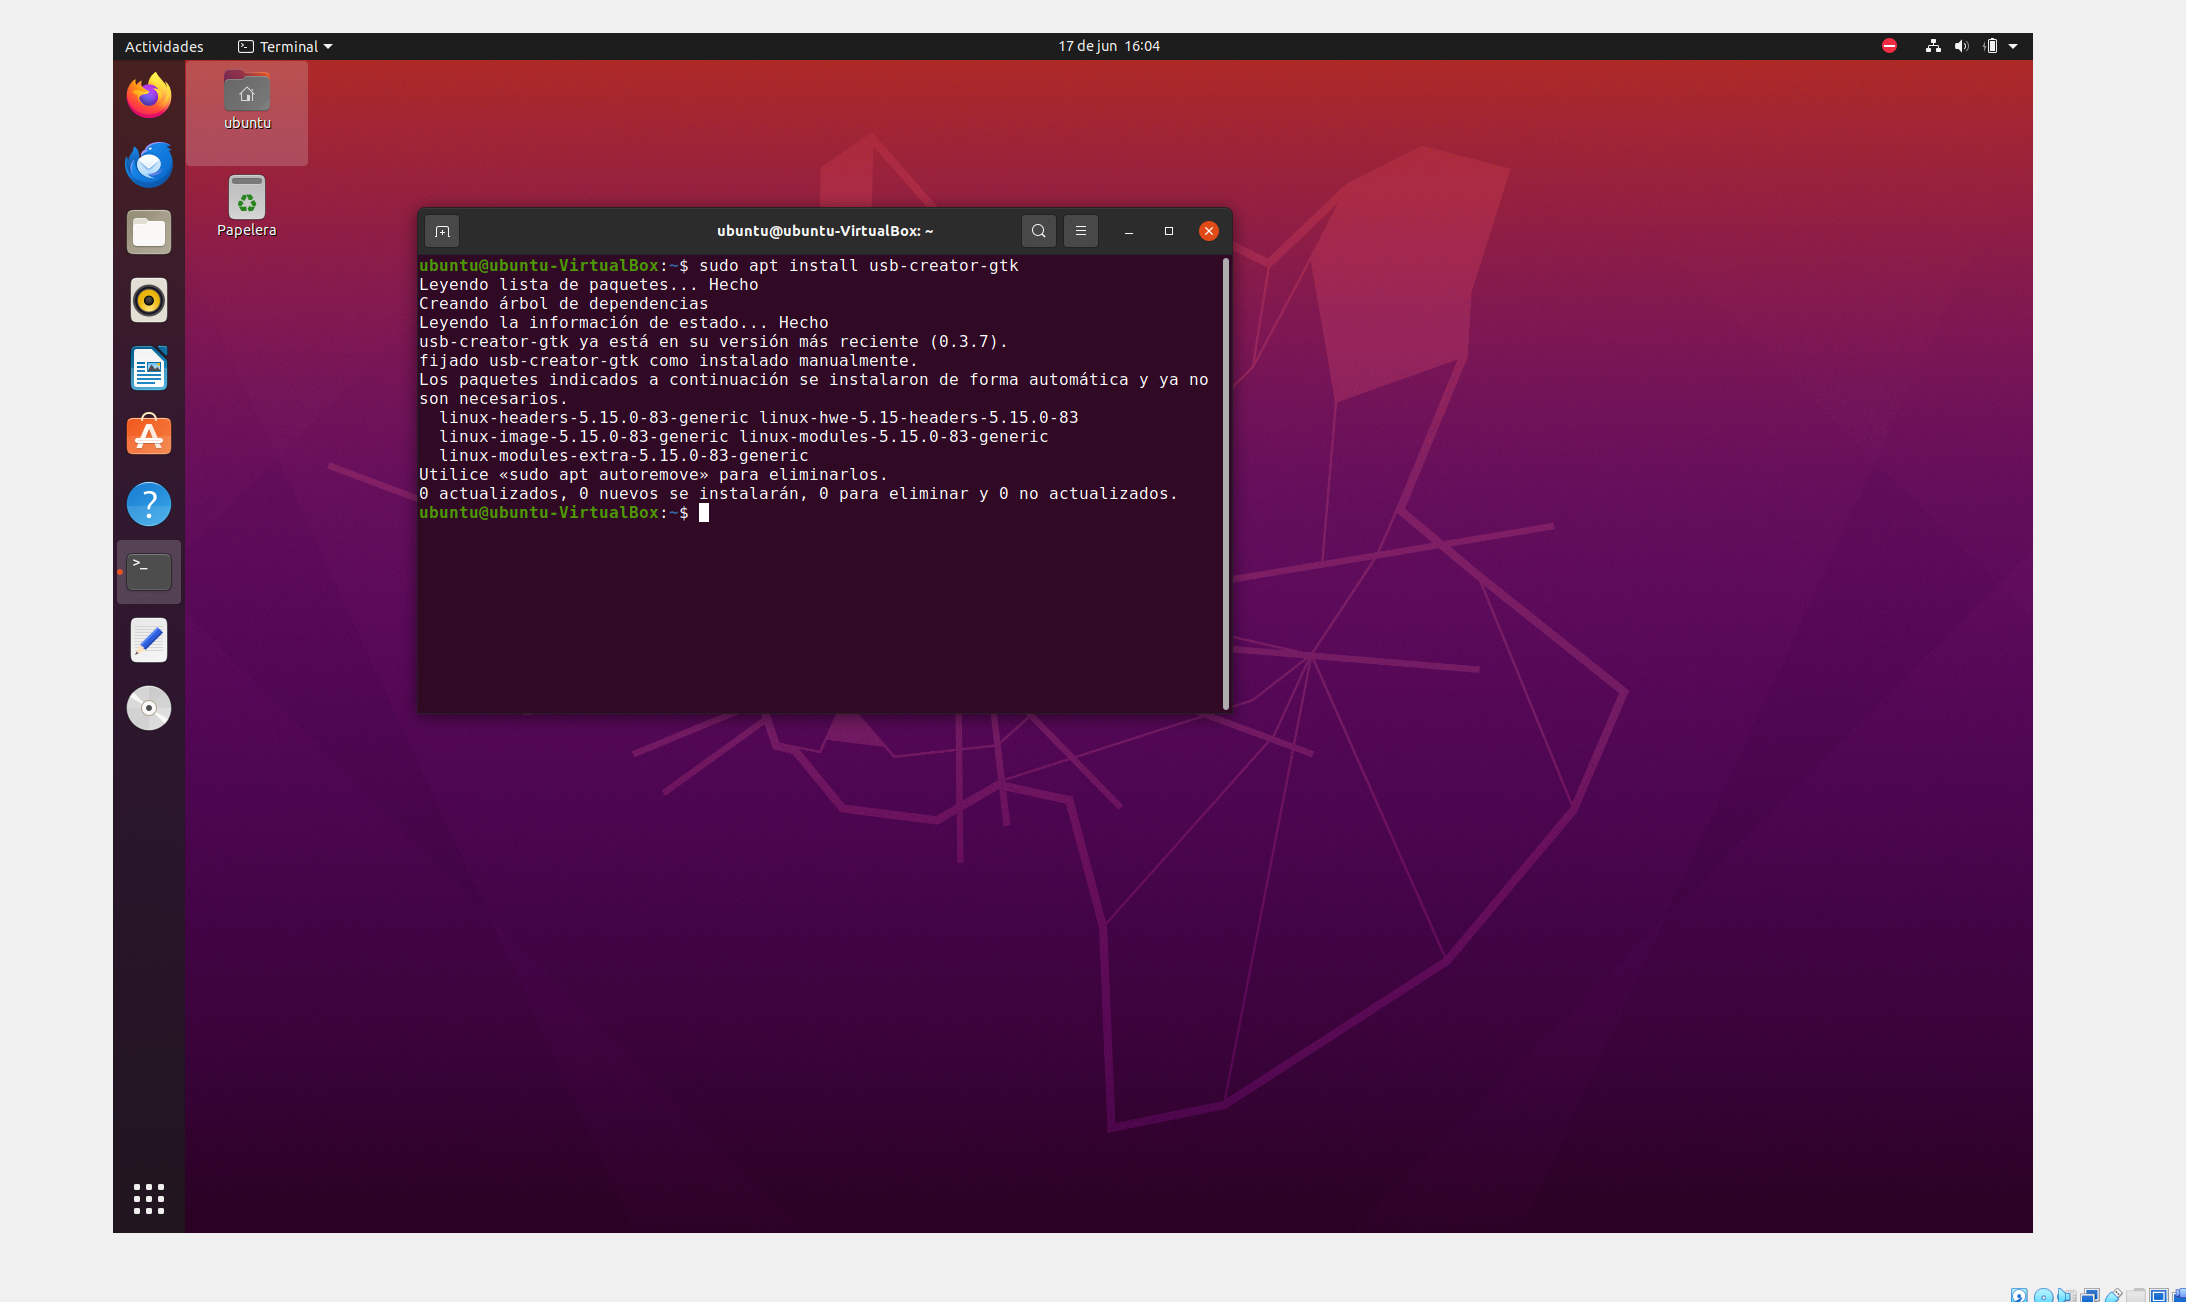 Actividades
Terminal
17 de jun 16:04
ubuntu
Papelera
ubuntu@ubuntu-VirtualBox: ~
ubuntu@ubuntu-VirtualBox:~$ sudo apt install usb-creator-gtk
Leyendo lista de paquetes... Hecho
Creando árbol de dependencias
Leyendo la información de estado... Hecho
usb-creator-gtk ya está en su versión más reciente (0.3.7).
fijado usb-creator-gtk como instalado manualmente.
Los paquetes indicados a continuación se instalaron de forma automática y ya no
son necesarios.
  linux-headers-5.15.0-83-generic linux-hwe-5.15-headers-5.15.0-83
  linux-image-5.15.0-83-generic linux-modules-5.15.0-83-generic
  linux-modules-extra-5.15.0-83-generic
Utilice «sudo apt autoremove» para eliminarlos.
0 actualizados, 0 nuevos se instalarán, 0 para eliminar y 0 no actualizados.
ubuntu@ubuntu-VirtualBox:~$